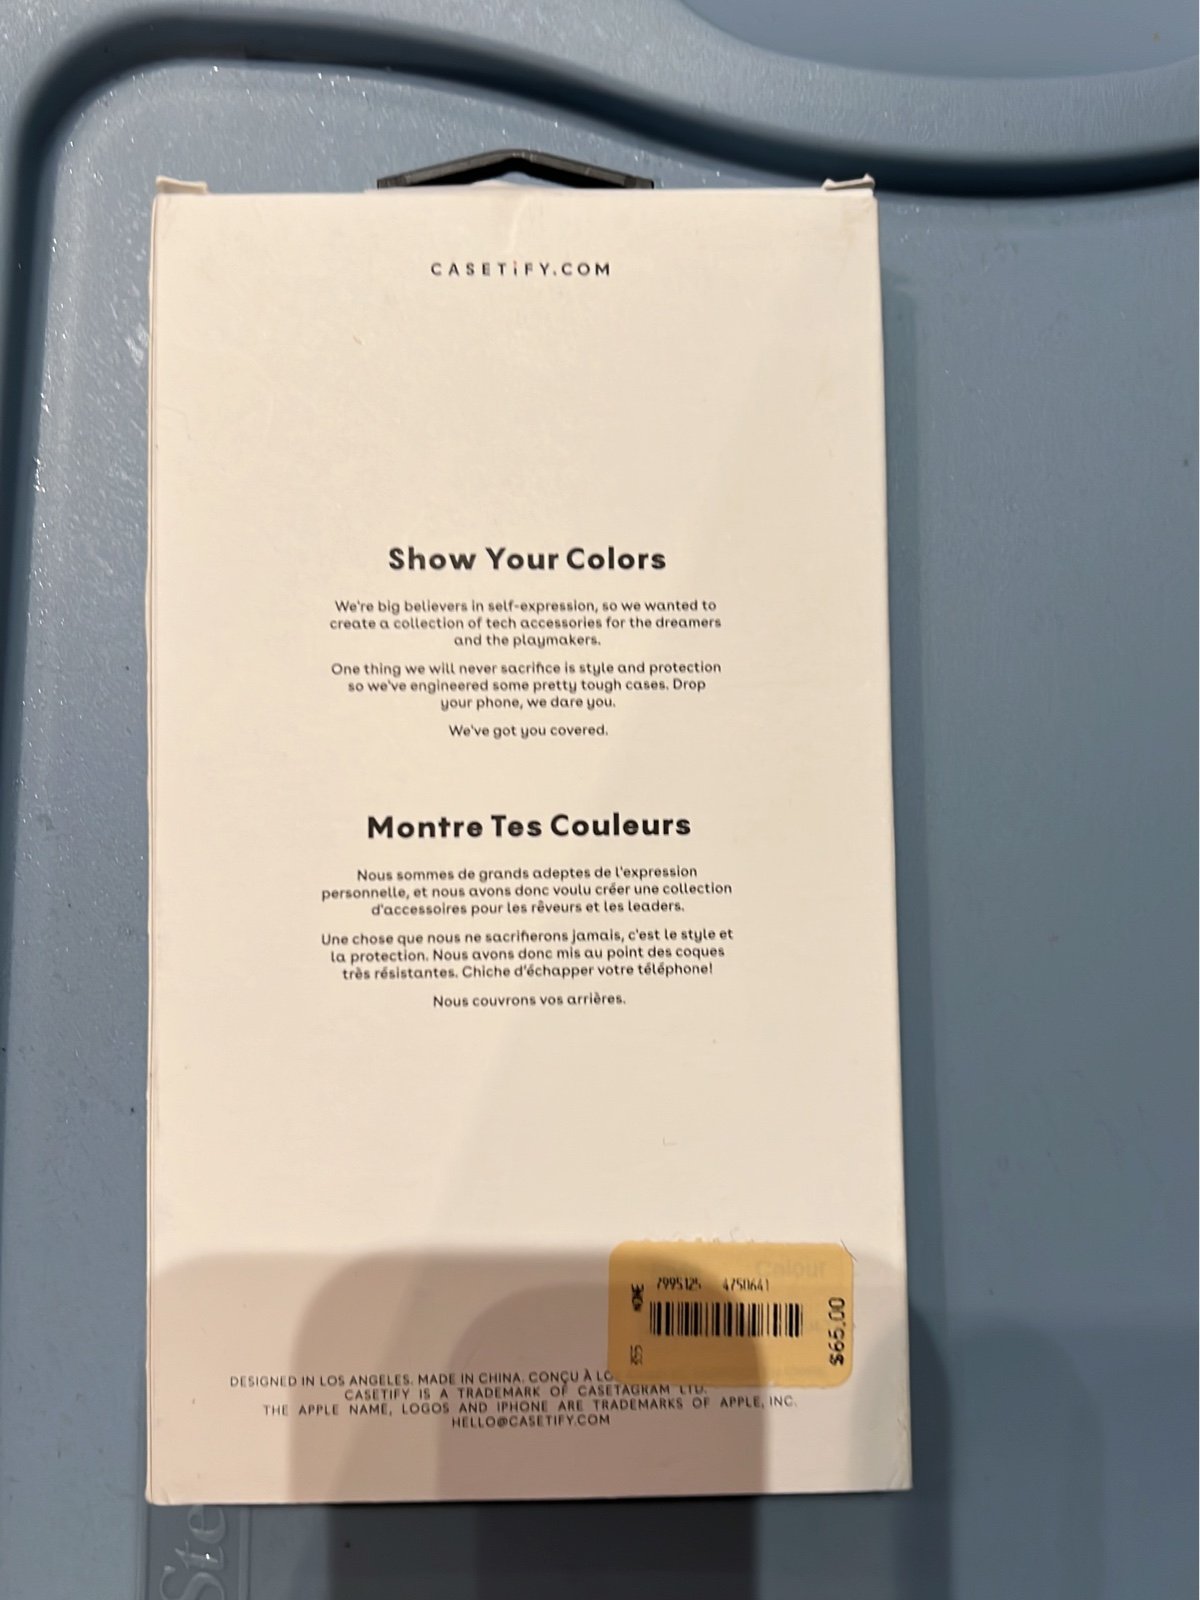 CASETiFY.COM
Show Your Colors
We're big believers in self-expression, so we wanted to
create a collection of tech accessories for the dreamers
and the playmakers.
One thing we will never sacrifice is style and protection
so we've engineered some pretty tough cases. Drop
your phone, we dare you.
We've got you covered.
Montre Tes Couleurs
Nous sommes de grands adeptes de l'expression
personnelle, et nous avons donc voulu créer une collection
d'accessoires pour les rêveurs et les leaders.
Une chose que nous ne sacrifierons jamais, c'est le style et
la protection. Nous avons donc mis au point des coques
très résistantes. Chiche d'échapper votre téléphone!
Nous couvrons vos arrières.
Colour
7995125 4750641
$65.00
DESIGNED IN LOS ANGELES. MADE IN CHINA. CONÇU À LO
CASETIFY IS A TRADEMARK OF CASETAGRAM LTD.
THE APPLE NAME, LOGOS AND IPHONE ARE TRADEMARKS OF APPLE, INC.
HELLO@CASETIFY.COM
Ste